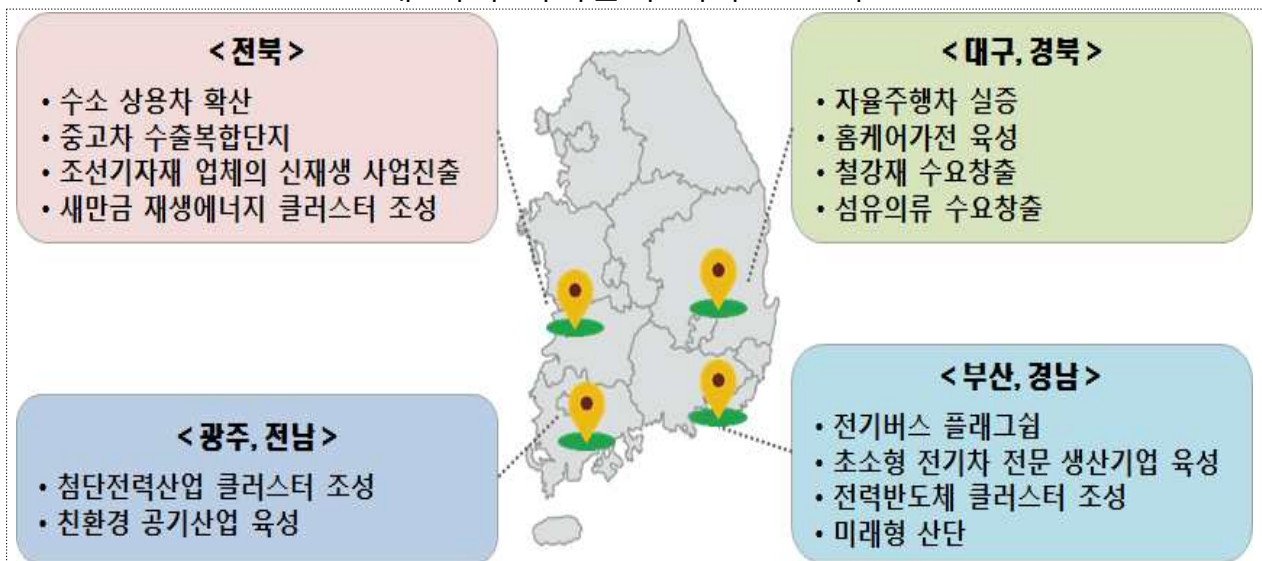 <전북>
• 수소 상용차 확산
• 중고차 수출복합단지
• 조선기자재 업체의 신재생 사업진출
• 새만금 재생에너지 클러스터 조성
<대구, 경북>
• 자율주행차 실증
• 홈케어가전 육성
• 철강재 수요창출
• 섬유의류 수요창출
<광주, 전남>
• 첨단전력산업 클러스터 조성
• 친환경 공기산업 육성
<부산, 경남>
• 전기버스 플래그쉽
• 초소형 전기차 전문 생산기업 육성
• 전력반도체 클러스터 조성
• 미래형 산단